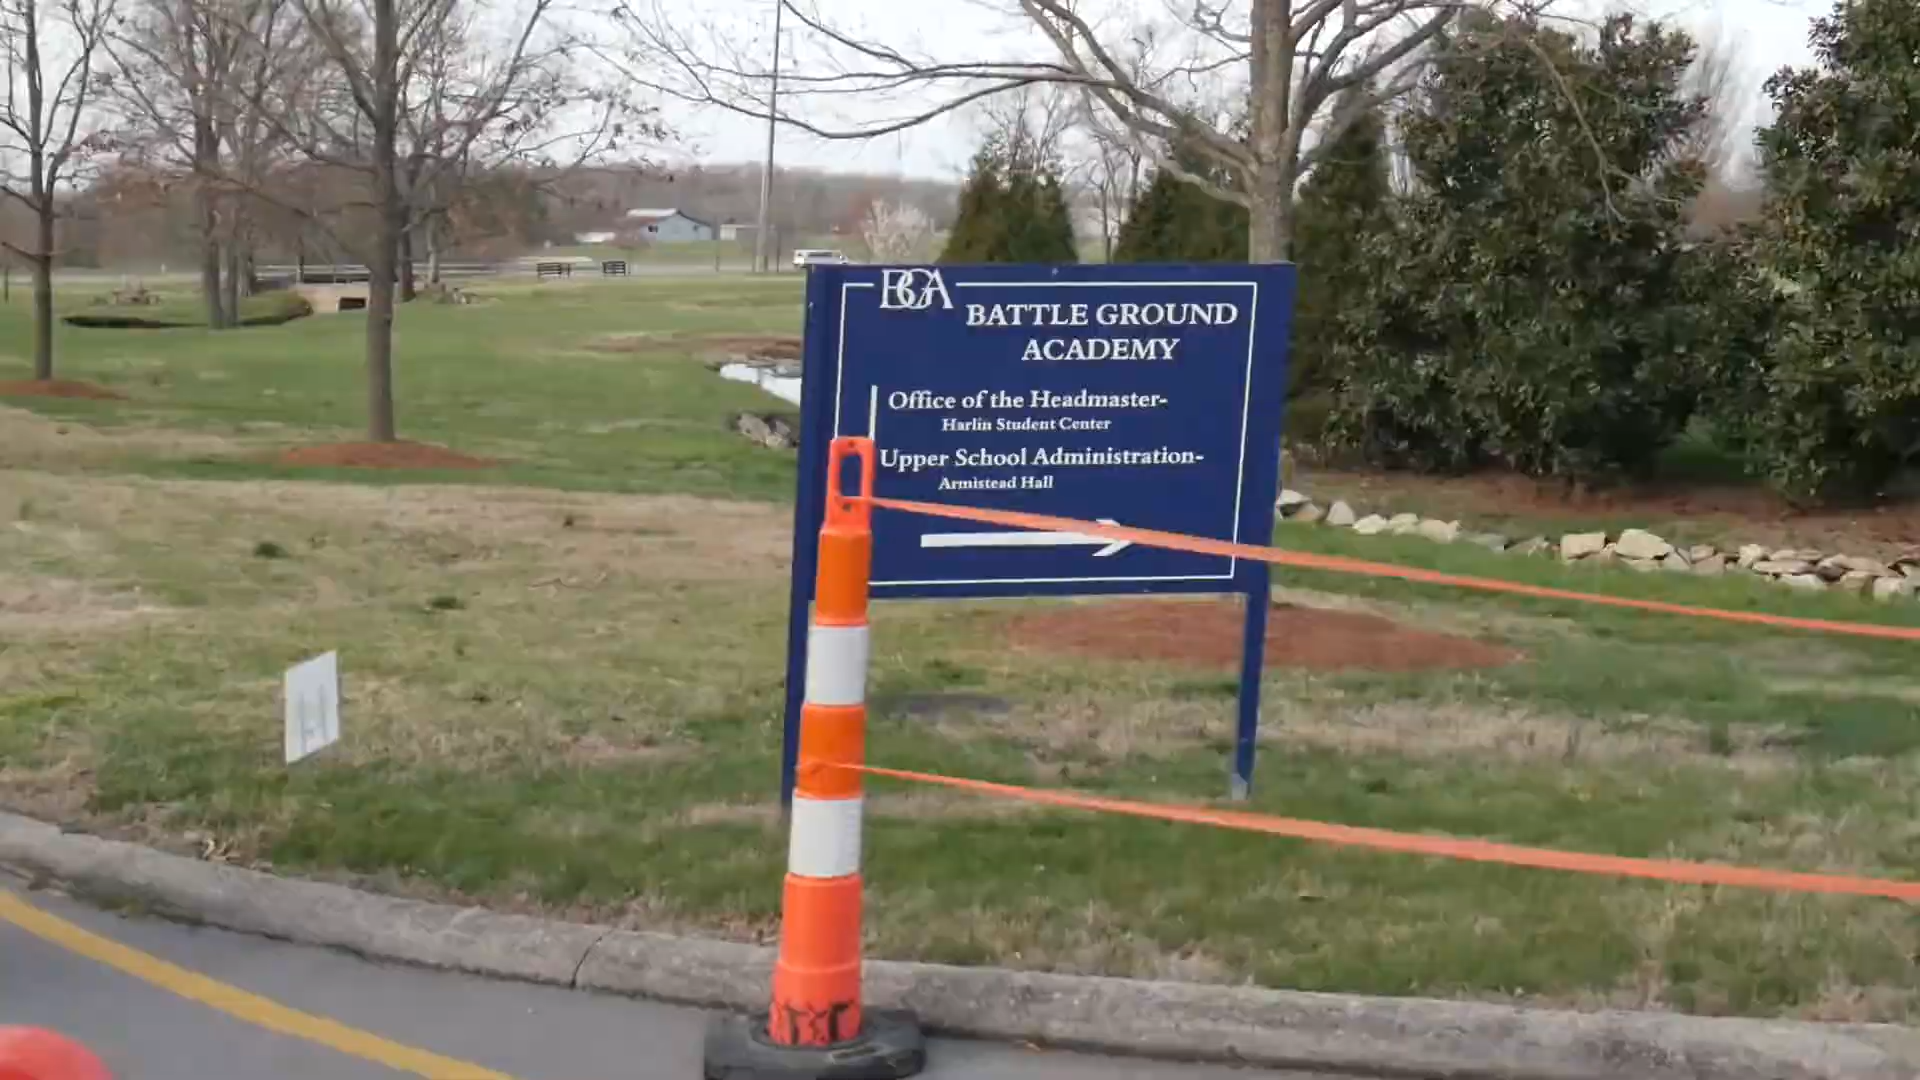 BGA
BATTLE GROUND
ACADEMY
Office of the Headmaster-
Harlin Student Center
Upper School Administration-
Armistead Hall